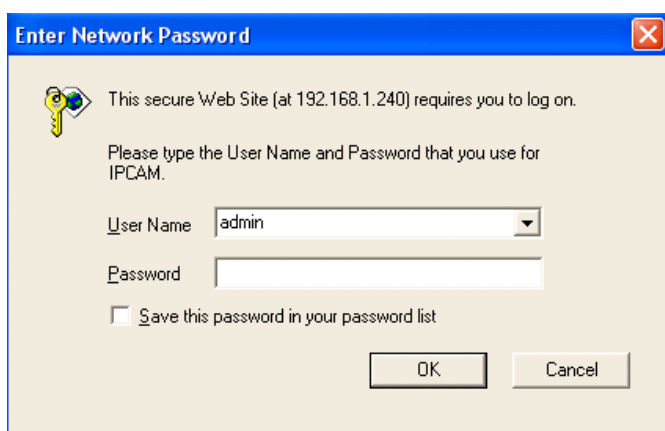 Enter Network Password
This secure Web Site (at 192.168.1.240) requires you to log on.
Please type the User Name and Password that you use for
IPCAM.
User Name admin
Password
Save this password in your password list
OK Cancel